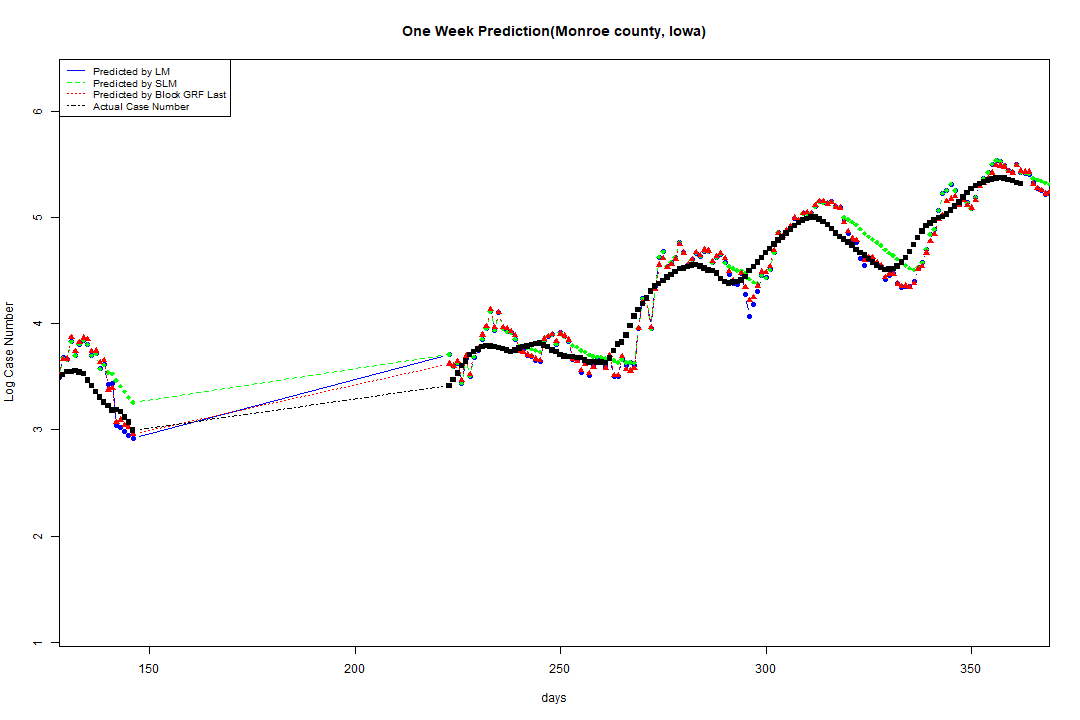 One Week Prediction(Monroe county, Iowa)
Predicted by LM
Predicted by SLM
Predicted by Block GRF Last
Actual Case Number
Log Case Number
6
5
4
3
2
1
150 200 250 300 350
days